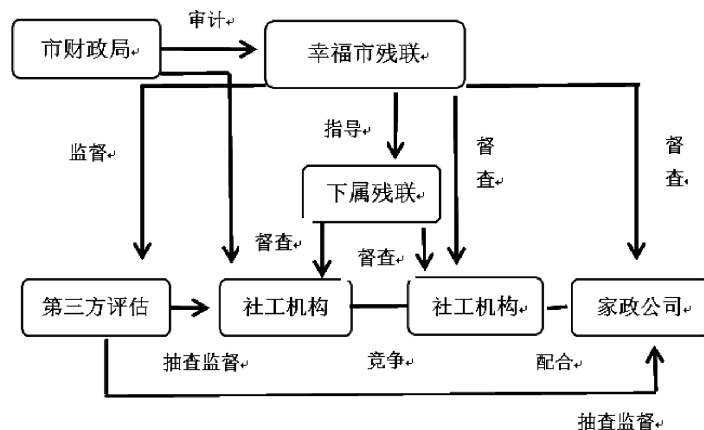 审计
市财政局
幸福市残联
监督
指导
督
查
督
查
下属残联
督查
督查
第三方评估
社工机构
社工机构
家政公司
抽查监督
竞争
配合
抽查监督